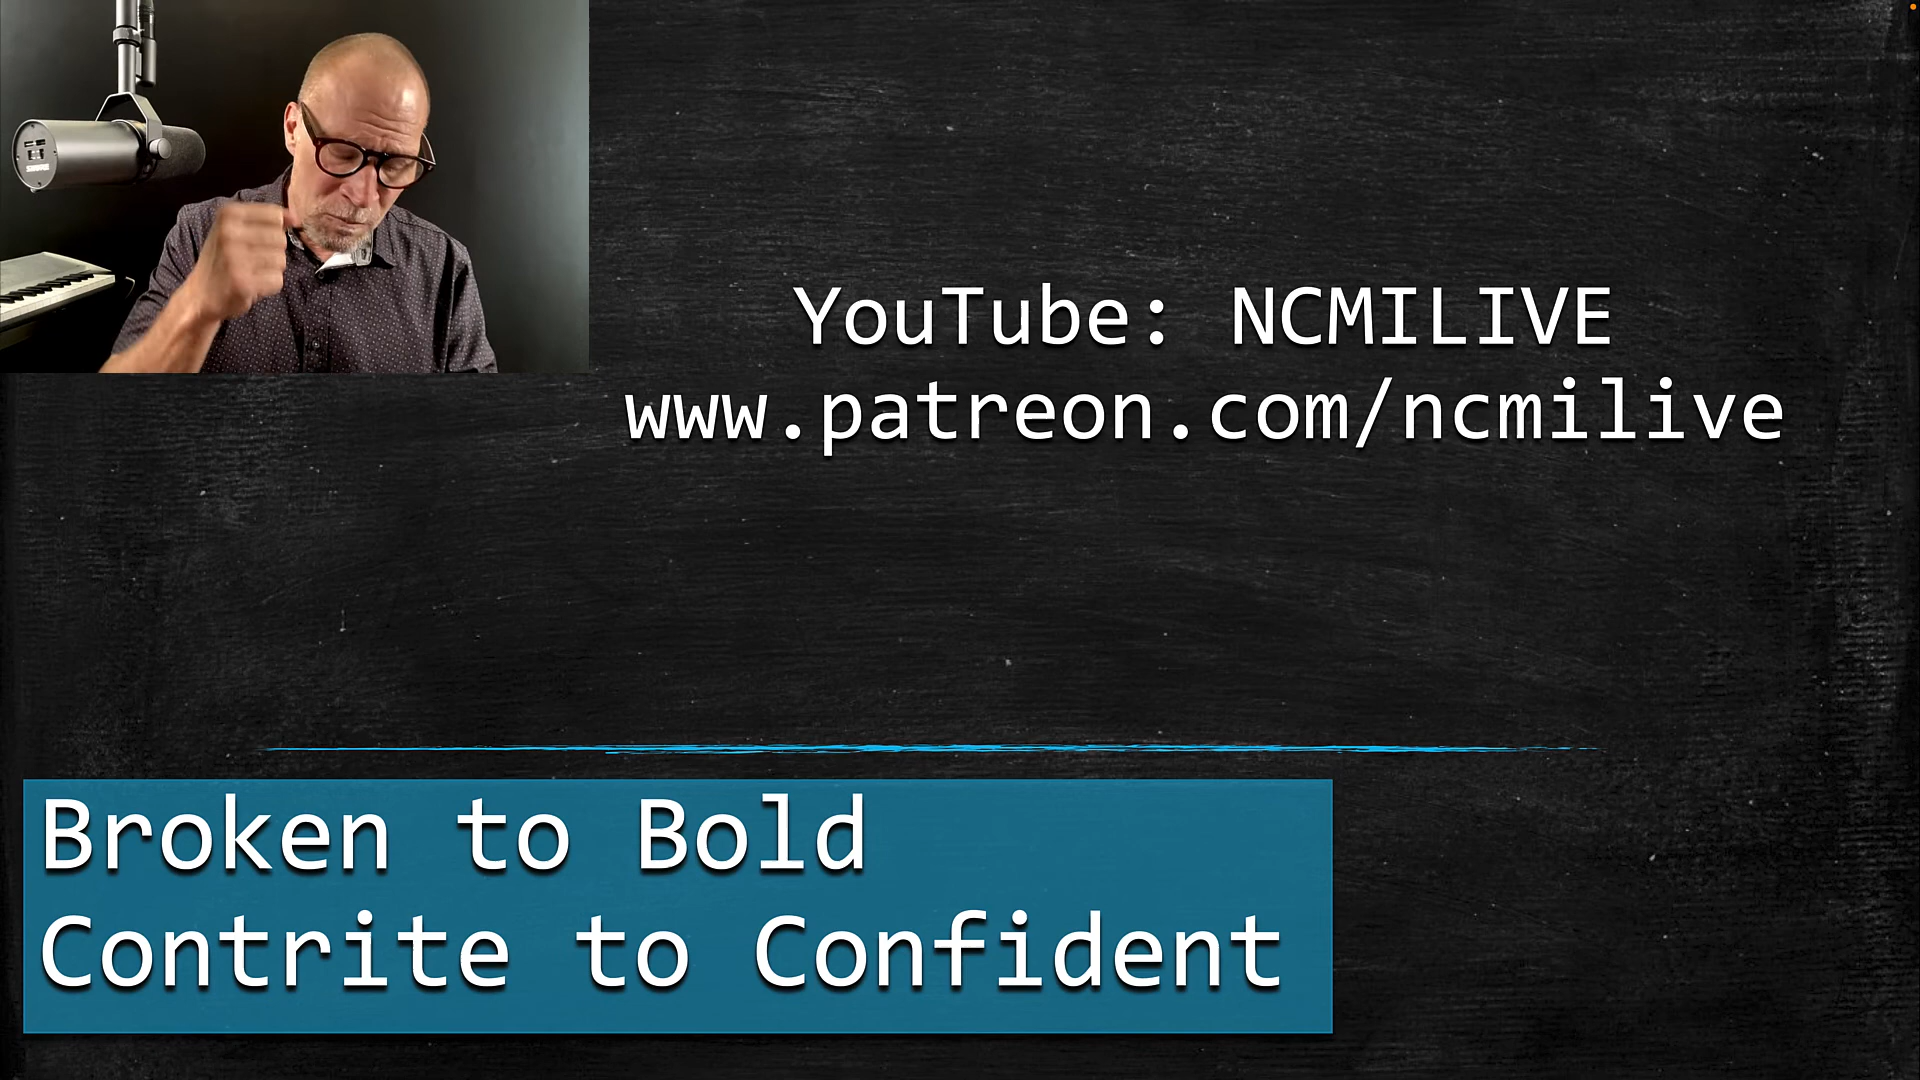 YouTube: NCMILIVE
www.patreon.com/ncmilive
Broken to Bold
Contrite to Confident